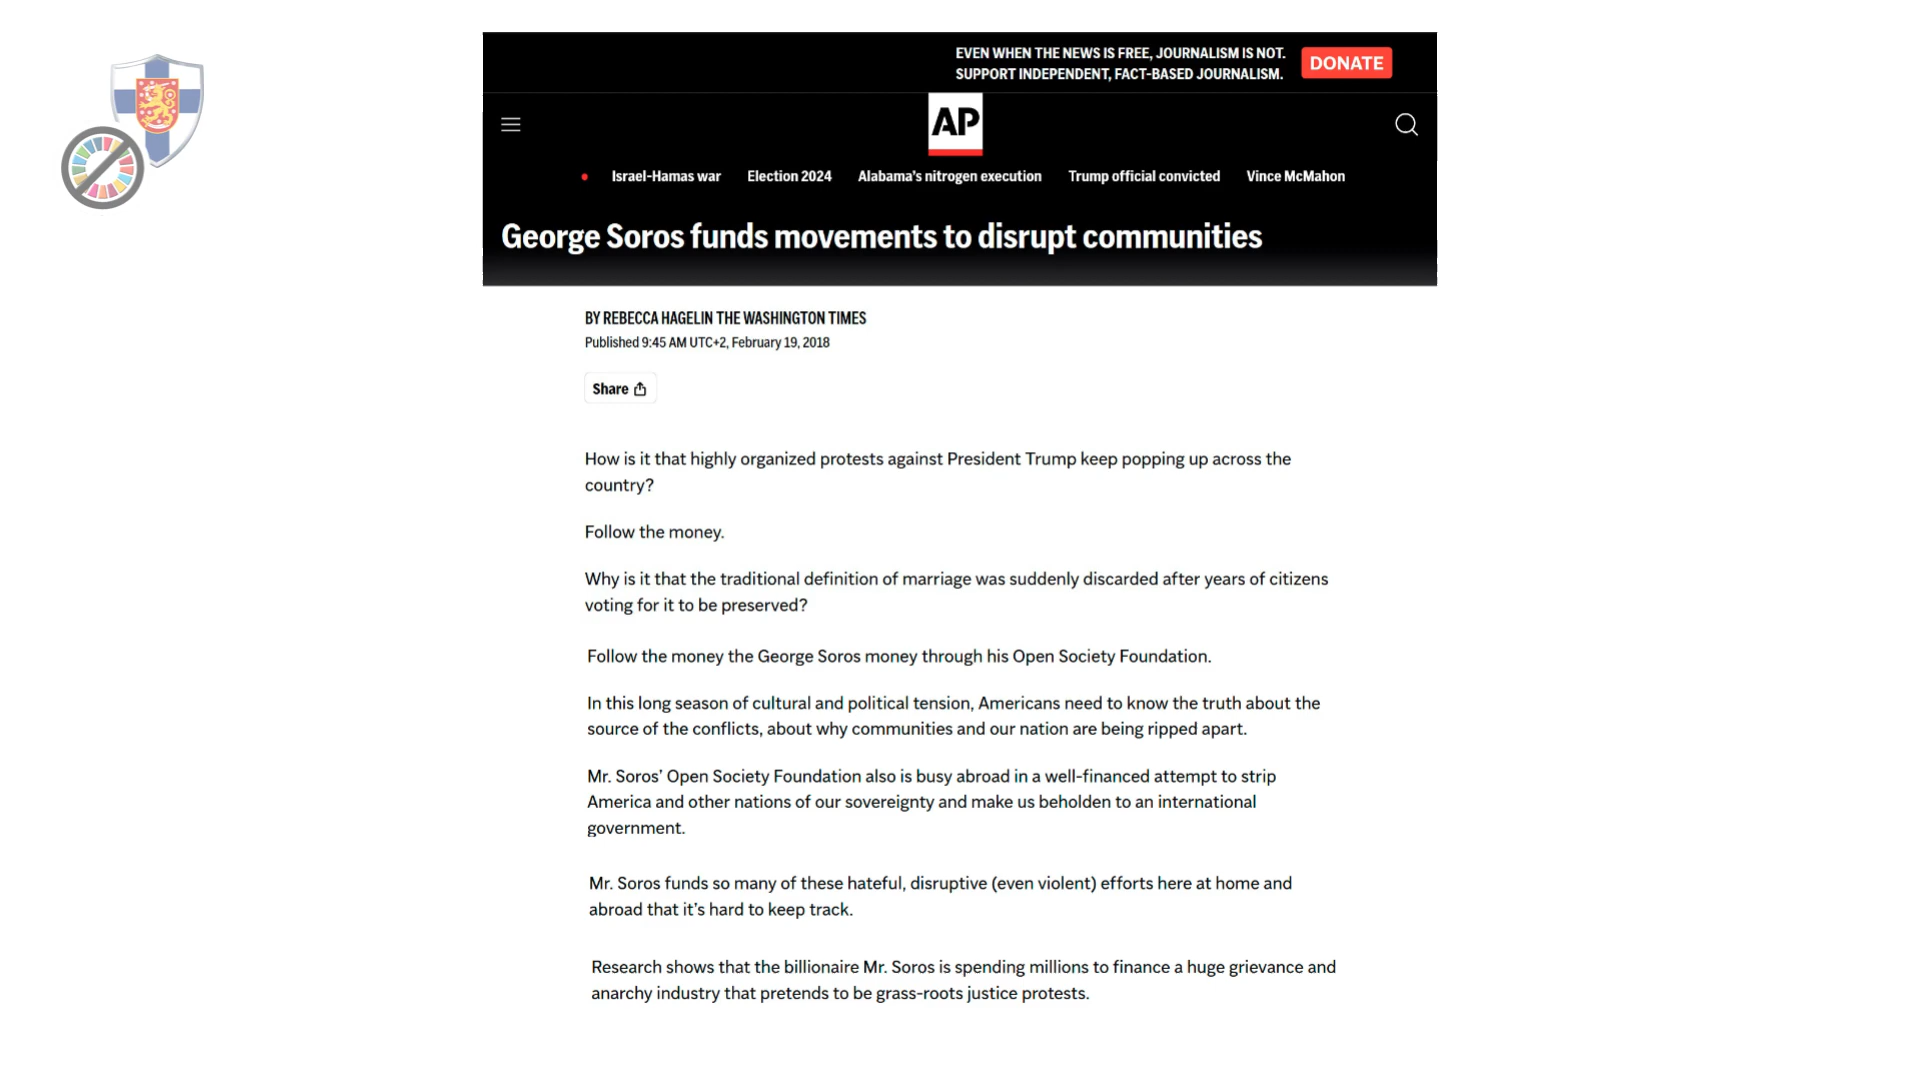 EVEN WHEN THE NEWS IS FREE, JOURNALISM IS NOT.
SUPPORT INDEPENDENT, FACT-BASED JOURNALISM.
DONATE
AP
Israel-Hamas war Election 2024 Alabama's nitrogen execution Trump official convicted Vince McMahon
George Soros funds movements to disrupt communities
BY REBECCA HAGELIN THE WASHINGTON TIMES
Published 9:45 AM UTC+2, February 19, 2018
Share
How is it that highly organized protests against President Trump keep popping up across the
country?
Follow the money.
Why is it that the traditional definition of marriage was suddenly discarded after years of citizens
voting for it to be preserved?
Follow the money the George Soros money through his Open Society Foundation.
In this long season of cultural and political tension, Americans need to know the truth about the
source of the conflicts, about why communities and our nation are being ripped apart.
Mr. Soros’ Open Society Foundation also is busy abroad in a well-financed attempt to strip
America and other nations of our sovereignty and make us beholden to an international
government.
Mr. Soros funds so many of these hateful, disruptive (even violent) efforts here at home and
abroad that it’s hard to keep track.
Research shows that the billionaire Mr. Soros is spending millions to finance a huge grievance and
anarchy industry that pretends to be grass-roots justice protests.